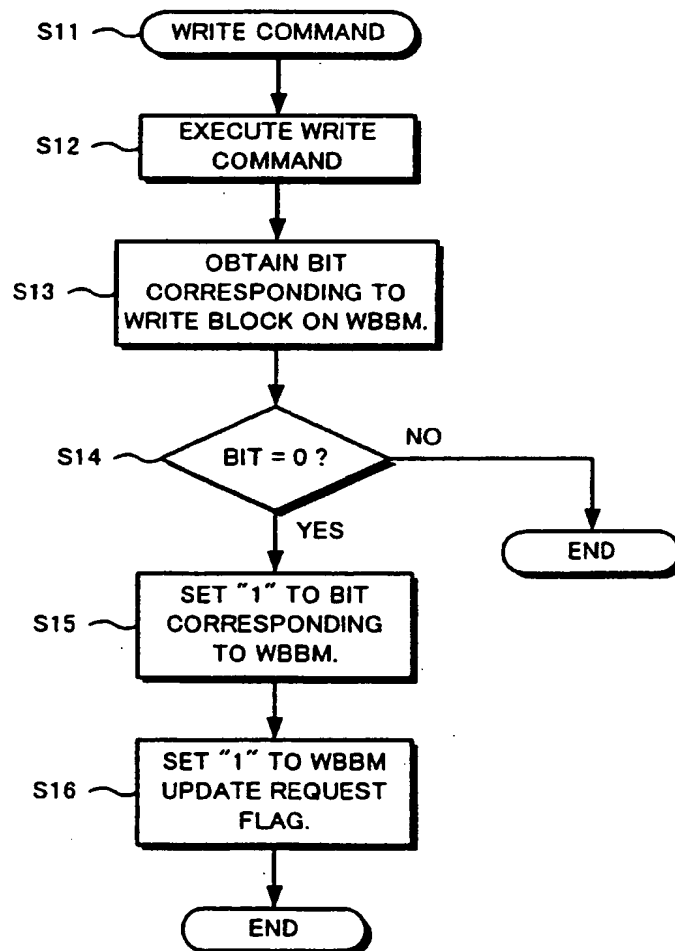 S11
WRITE COMMAND
S12
EXECUTE WRITE
COMMAND
S13
OBTAIN BIT
CORRESPONDING TO
WRITE BLOCK ON WBBM.
S14
BIT = 0 ?
NO
YES
END
S15
SET "1" TO BIT
CORRESPONDING
TO WBBM.
S16
SET "1" TO WBBM
UPDATE REQUEST
FLAG.
END